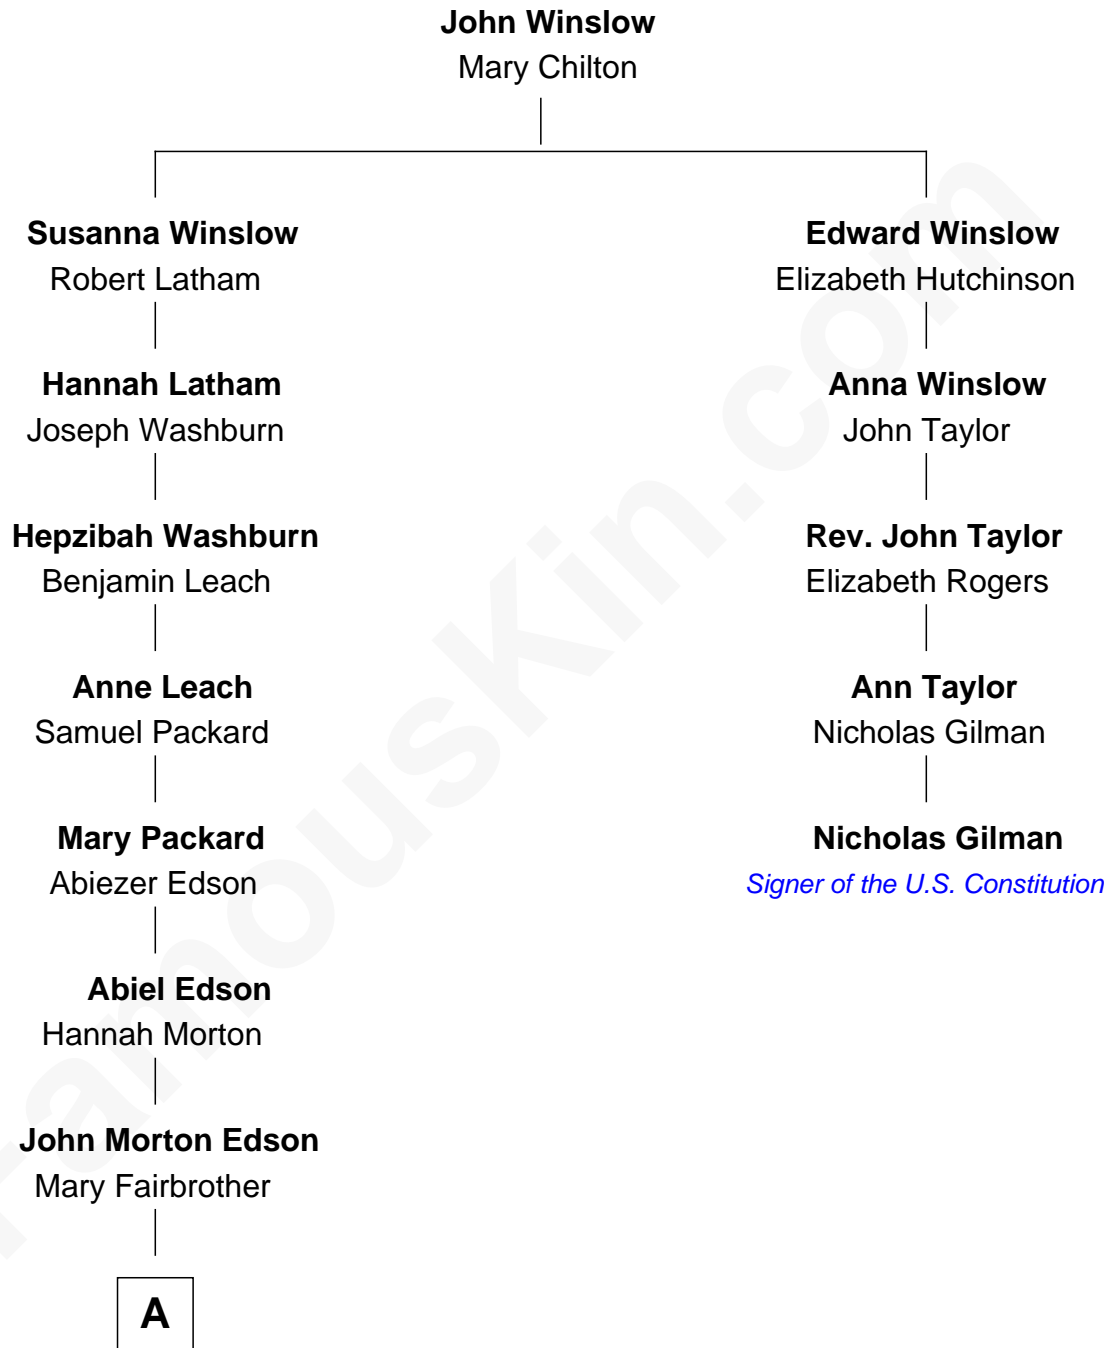 John Winslow
Mary Chilton
Susanna Winslow
Robert Latham
Hannah Latham
Joseph Washburn
Hepzibah Washburn
Benjamin Leach
Anne Leach
Samuel Packard
Mary Packard
Abiezer Edson
Abiel Edson
Hannah Morton
John Morton Edson
Mary Fairbrother
A
Edward Winslow
Elizabeth Hutchinson
Anna Winslow
John Taylor
Rev. John Taylor
Elizabeth Rogers
Ann Taylor
Nicholas Gilman
Nicholas Gilman
Signer of the U.S. Constitution
FamousKin.com